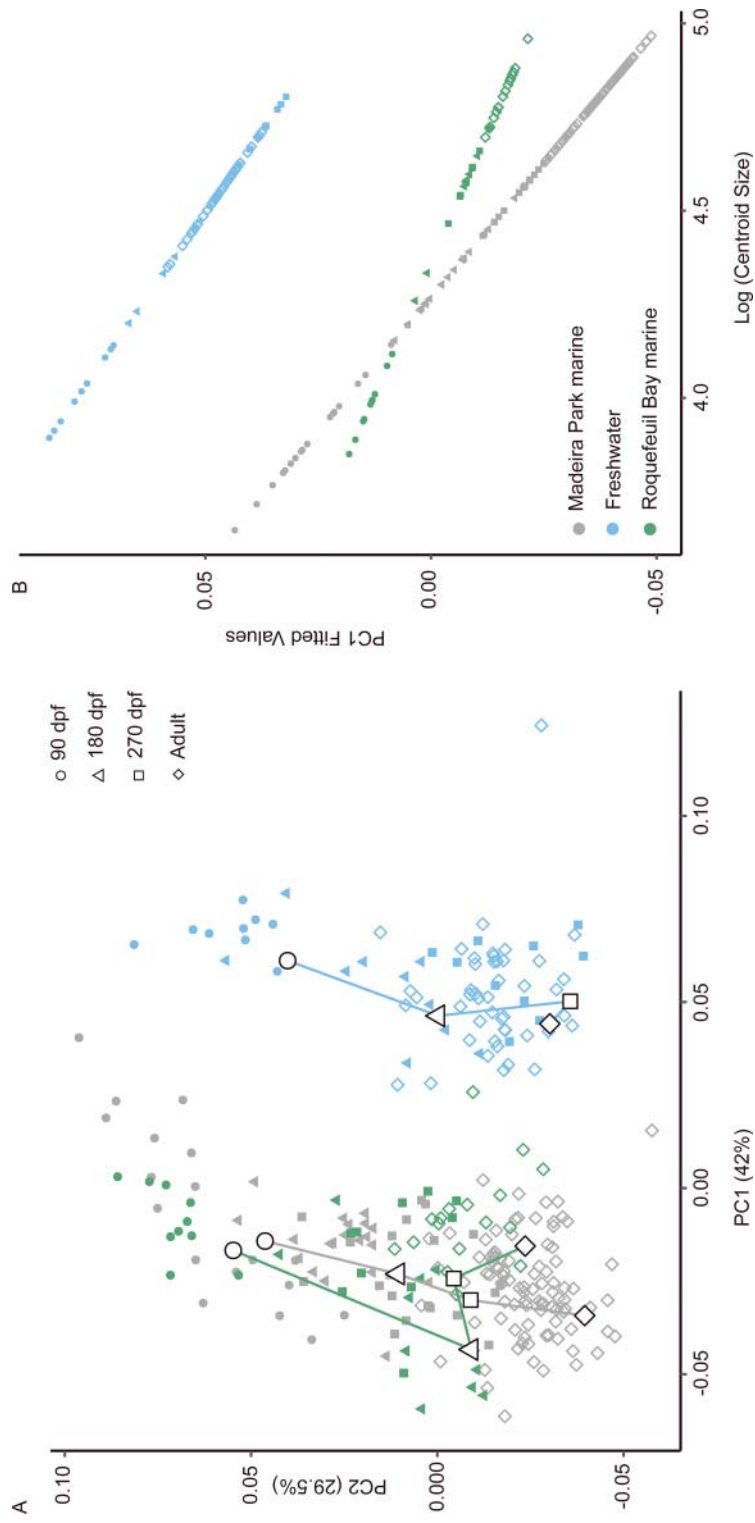 A
0.10
0.05
0.00
-0.05
PC2 (29.5%)
-0.05
0.00
0.05
0.10
PC1 (42%)
90 dpf
180 dpf
270 dpf
Adult
B
0.05
0.00
-0.05
PC1 Fitted Values
Madeira Park marine
Freshwater
Roquefeuil Bay marine
4.0
4.5
5.0
Log (Centroid Size)